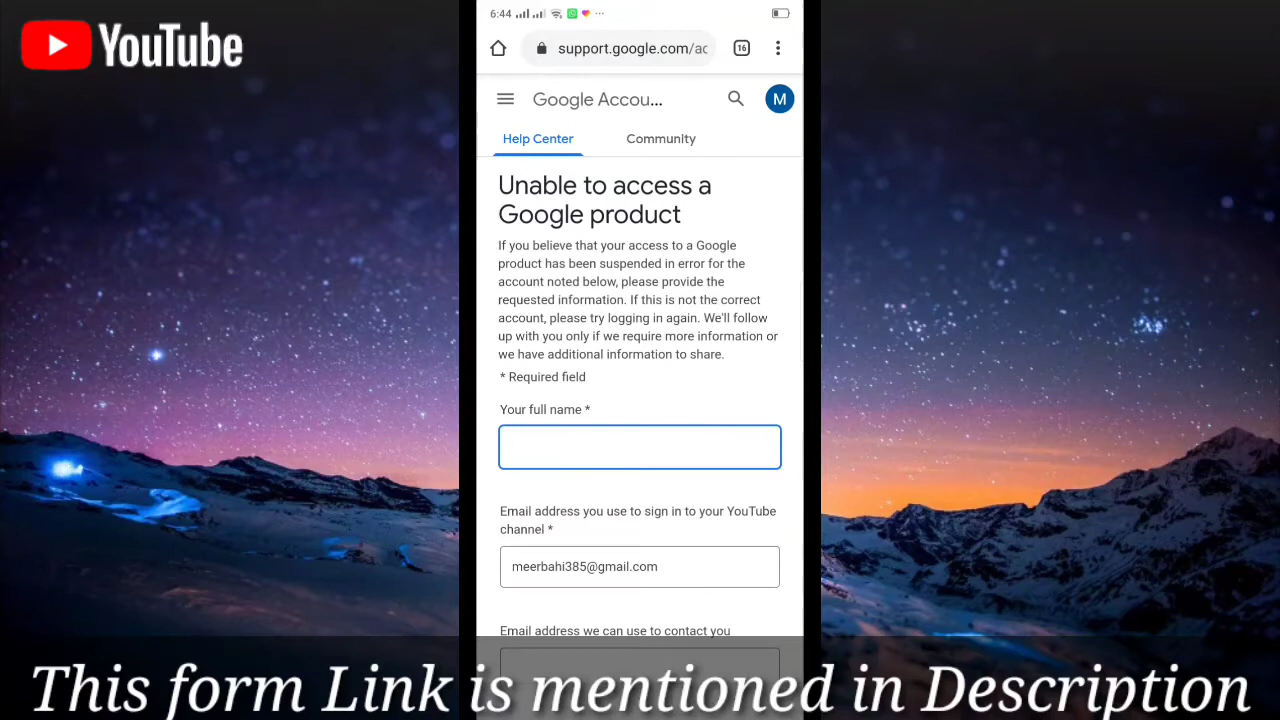 YouTube
6:44
support.google.com/ac
16
Google Accou...
M
Help Center
Community
Unable to access a
Google product
If you believe that your access to a Google
product has been suspended in error for the
account noted below, please provide the
requested information. If this is not the correct
account, please try logging in again. We'll follow
up with you only if we require more information or
we have additional information to share.
* Required field
Your full name *
Email address you use to sign in to your YouTube
channel *
meerbahi385@gmail.com
Email address we can use to contact you
This form Link is mentioned in Description